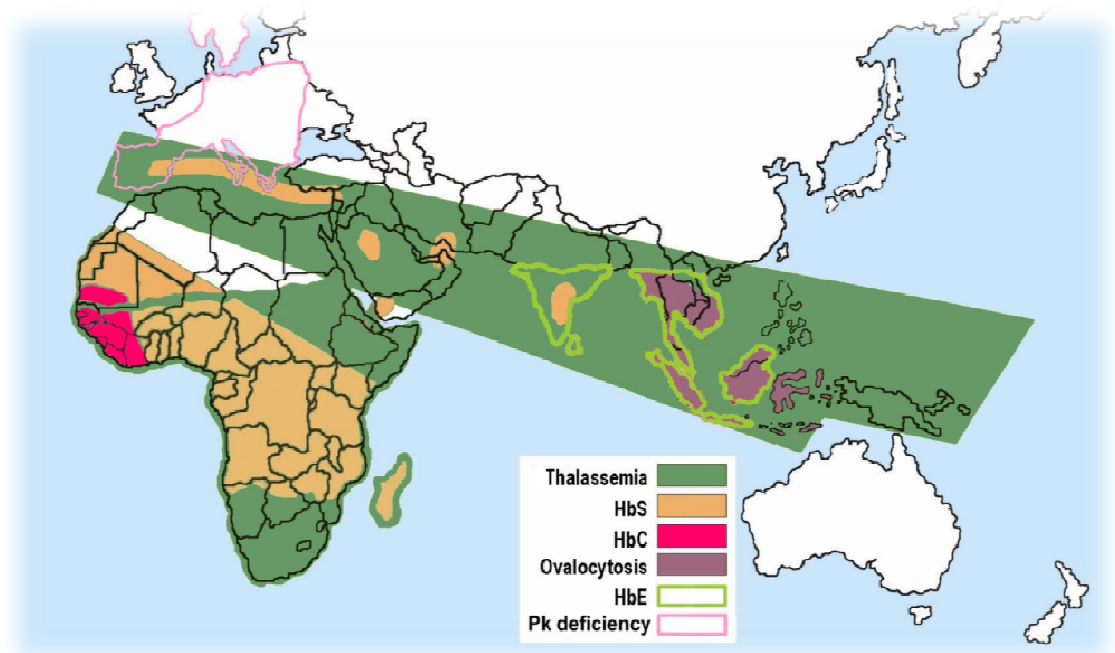 Thalassemia
HbS
HbC
Ovalocytosis
HbE
Pk deficiency